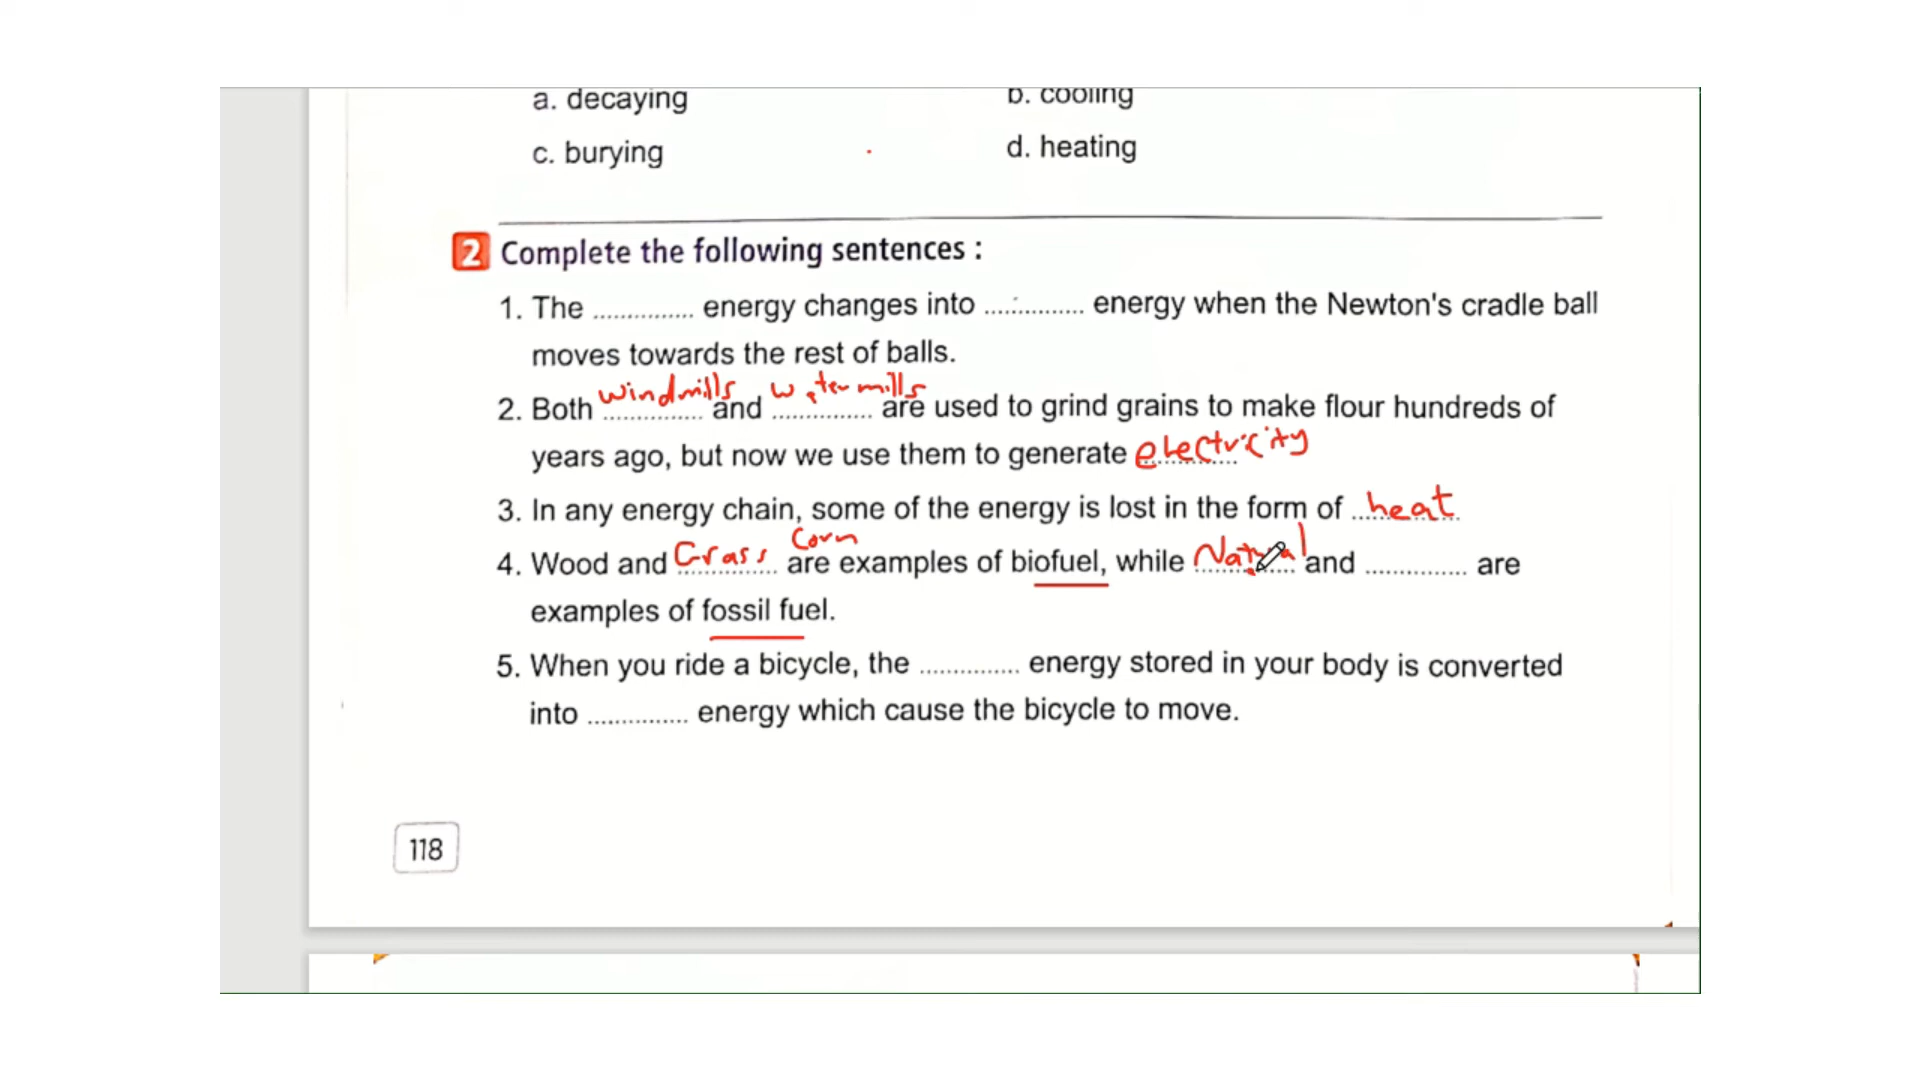 a. decaying b. cooling
c. burying d. heating
2 Complete the following sentences :
1. The ............... energy changes into ............... energy when the Newton's cradle ball
moves towards the rest of balls.
windmills watermills
2. Both ............... and ............... are used to grind grains to make flour hundreds of
years ago, but now we use them to generate electricity
3. In any energy chain, some of the energy is lost in the form of heat
corn
4. Wood and Grass are examples of biofuel, while Natural and ............... are
examples of fossil fuel.
5. When you ride a bicycle, the ............... energy stored in your body is converted
into ............... energy which cause the bicycle to move.
118